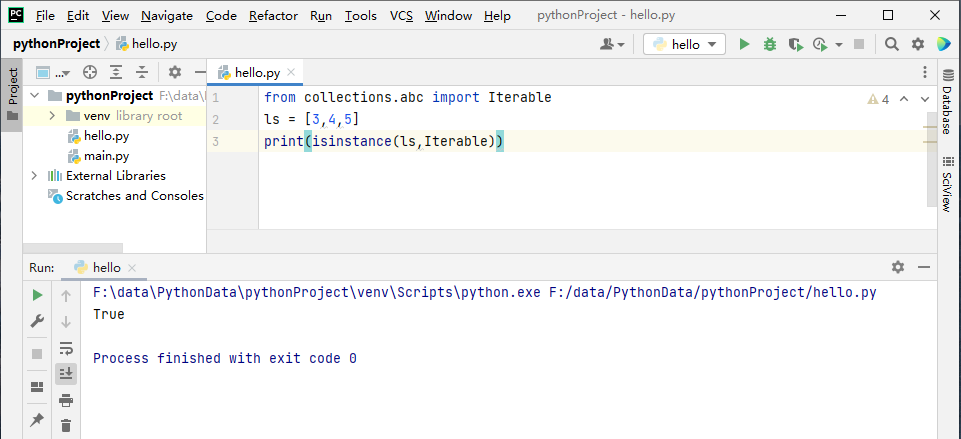 PC File Edit View Navigate Code Refactor Run Tools VCS Window Help pythonProject - hello.py
pythonProject hello.py hello
Project
...
hello.py
pythonProject F:\data\
venv library root
hello.py
main.py
External Libraries
Scratches and Consoles
1 from collections.abc import Iterable
2 ls = [3,4,5]
3 print(isinstance(ls,Iterable))
4
Database
SciView
Run: hello
F:\data\PythonData\pythonProject\venv\Scripts\python.exe F:/data/PythonData/pythonProject/hello.py
True
Process finished with exit code 0